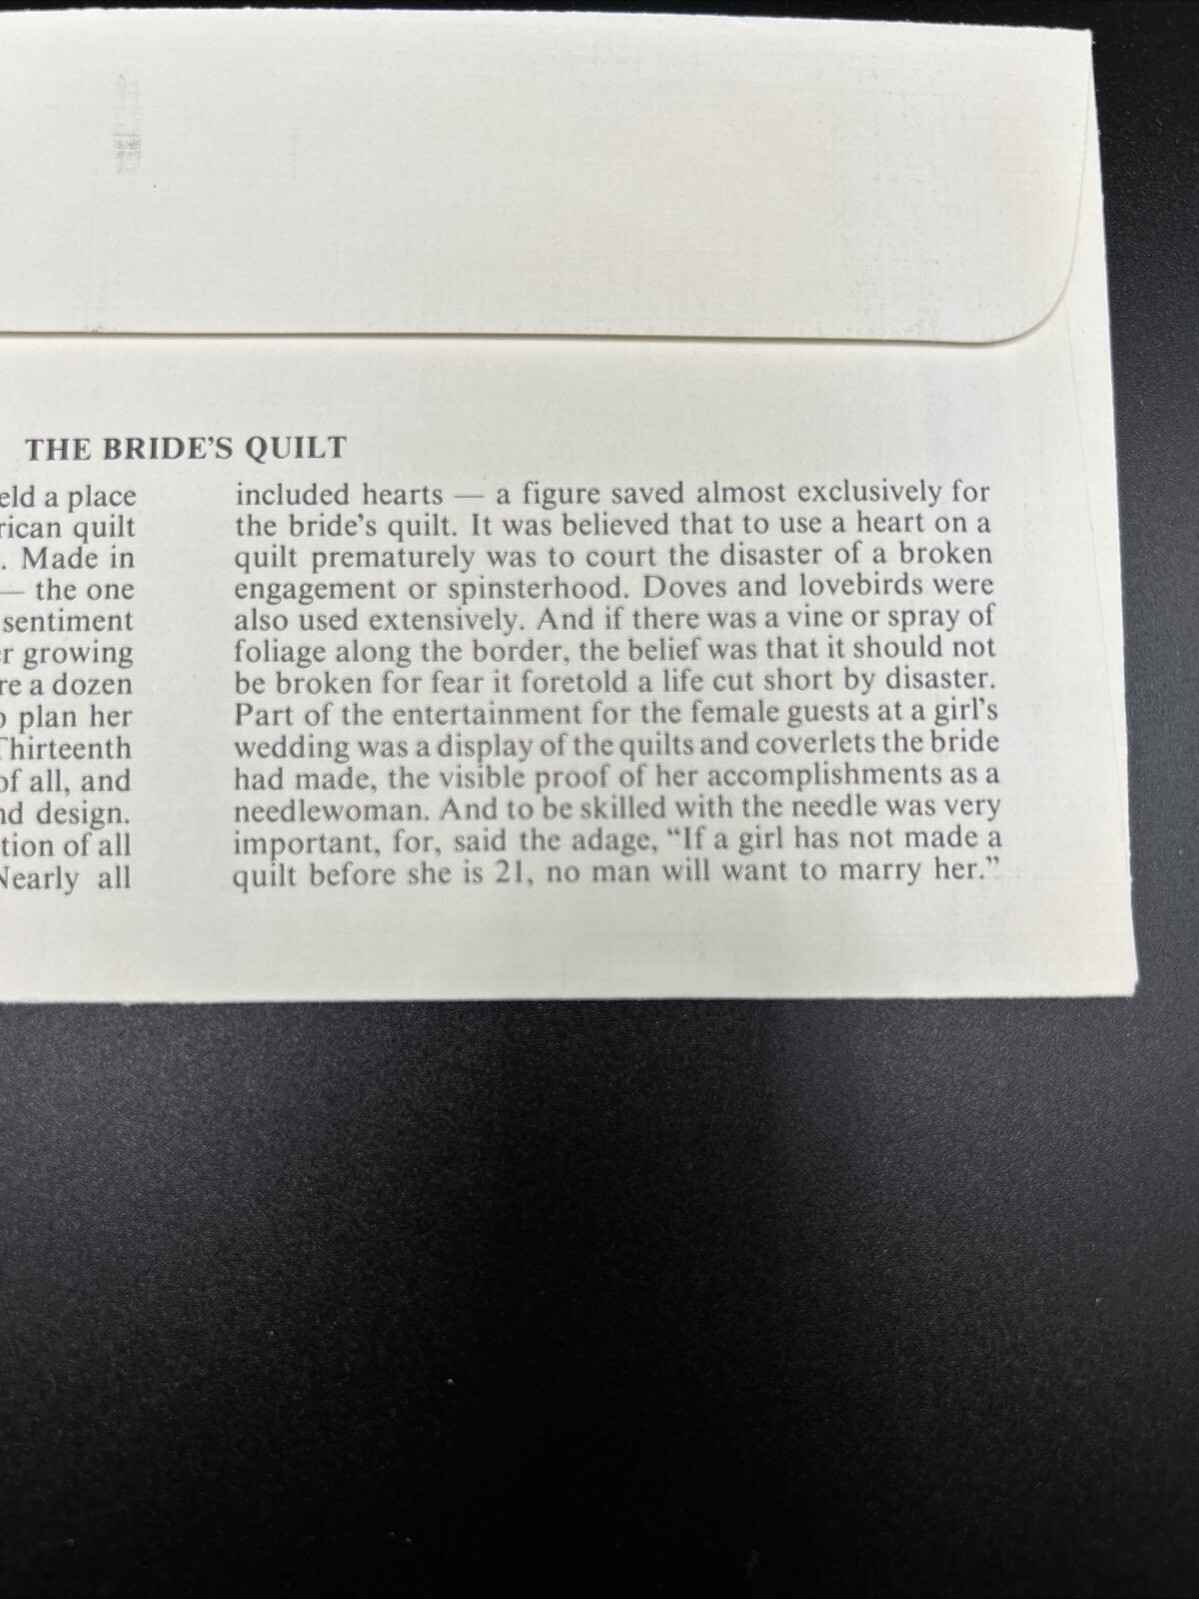 THE BRIDE'S QUILT
a place
quilt
. Made in
— the one
sentiment
growing
a dozen
plan her
Thirteenth
of all, and
design.
of all
Nearly all
included hearts — a figure saved almost exclusively for
the bride's quilt. It was believed that to use a heart on a
quilt prematurely was to court the disaster of a broken
engagement or spinsterhood. Doves and lovebirds were
also used extensively. And if there was a vine or spray of
foliage along the border, the belief was that it should not
be broken for fear it foretold a life cut short by disaster.
Part of the entertainment for the female guests at a girl's
wedding was a display of the quilts and coverlets the bride
had made, the visible proof of her accomplishments as a
needlewoman. And to be skilled with the needle was very
important, for, said the adage, “If a girl has not made a
quilt before she is 21, no man will want to marry her.”